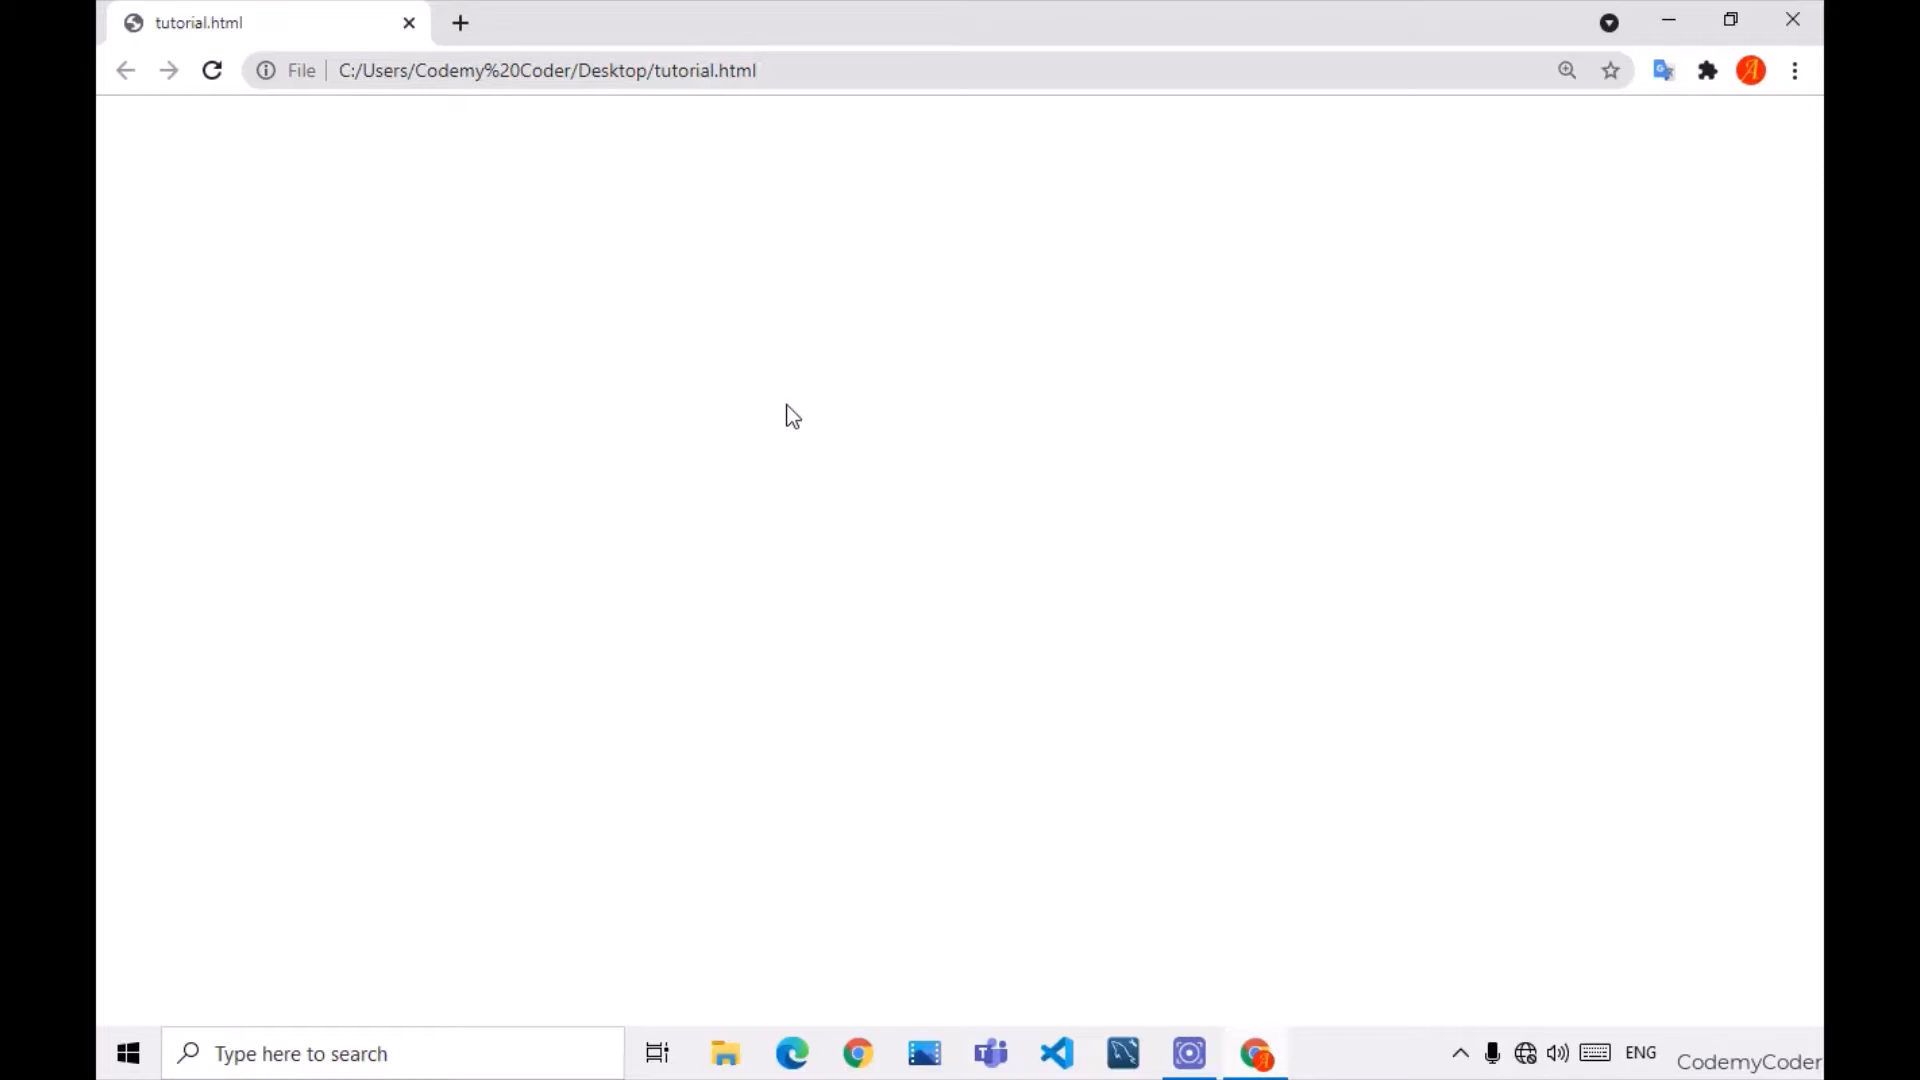 tutorial.html
File
C:/Users/Codemy%20Coder/Desktop/tutorial.html
Type here to search
ENG
CodemyCoder